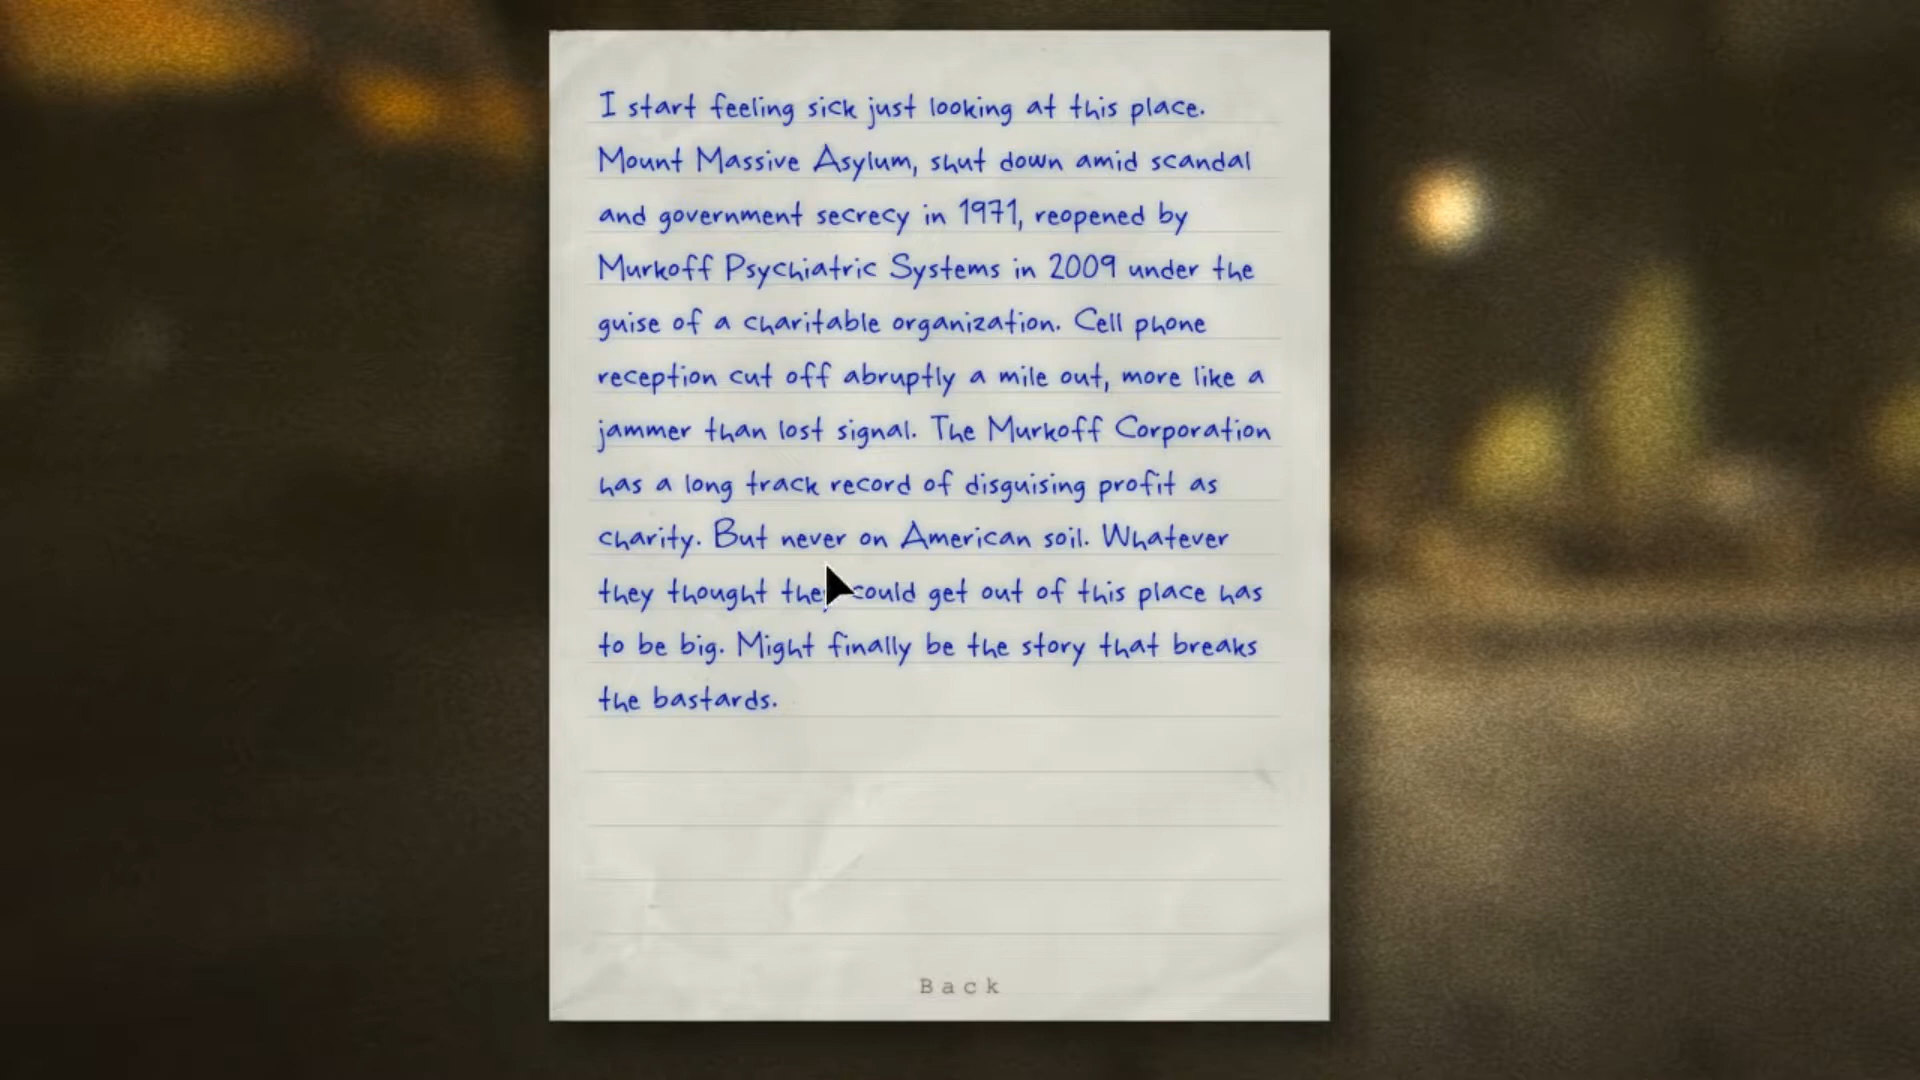 I start feeling sick just looking at this place.
Mount Massive Asylum, shut down amid scandal
and government secrecy in 1971, reopened by
Murkoff Psychiatric Systems in 2009 under the
guise of a charitable organization. Cell phone
reception cut off abruptly a mile out, more like a
jammer than lost signal. The Murkoff Corporation
has a long track record of disguising profit as
charity. But never on American soil. Whatever
they thought they could get out of this place has
to be big. Might finally be the story that breaks
the bastards.
Back